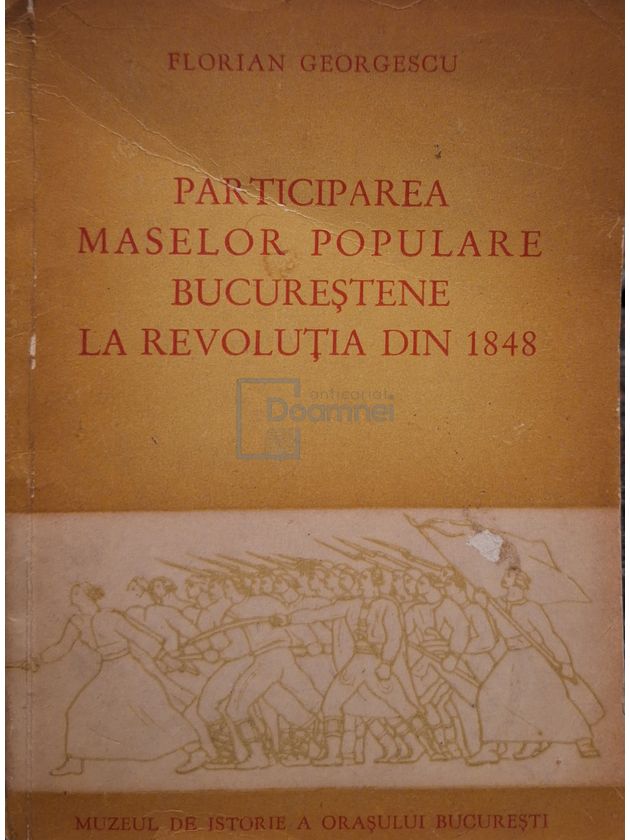 FLORIAN GEORGESCU
PARTICIPAREA
MASELOR POPULARE
BUCUREȘTENE
LA REVOLUȚIA DIN 1848
anticariat
Doamnei
MUZEUL DE ISTORIE A ORAȘULUI BUCUREȘTI